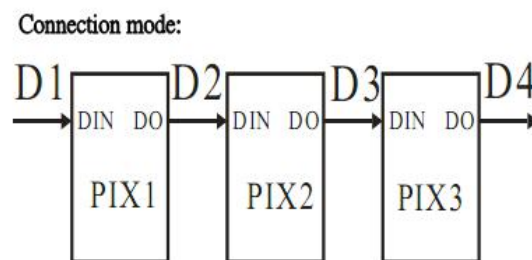 Connection mode:
D1 D2 D3 D4
DIN DO DIN DO DIN DO
PIX1 PIX2 PIX3